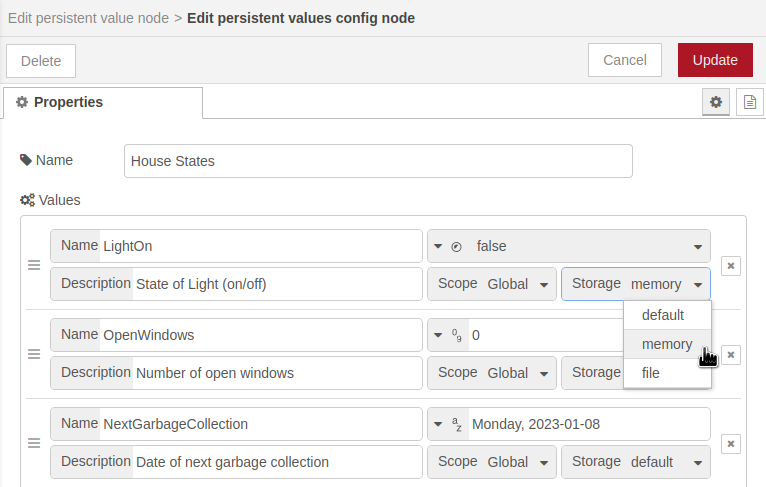 Edit persistent value node > Edit persistent values config node
Delete Cancel Update
Properties
Name House States
Values
Name LightOn false
Description State of Light (on/off) Scope Global Storage memory
default
Name OpenWindows 0 9 0
memory
Description Number of open windows Scope Global Storage
file
Name NextGarbageCollection a z Monday, 2023-01-08
Description Date of next garbage collection Scope Global Storage default